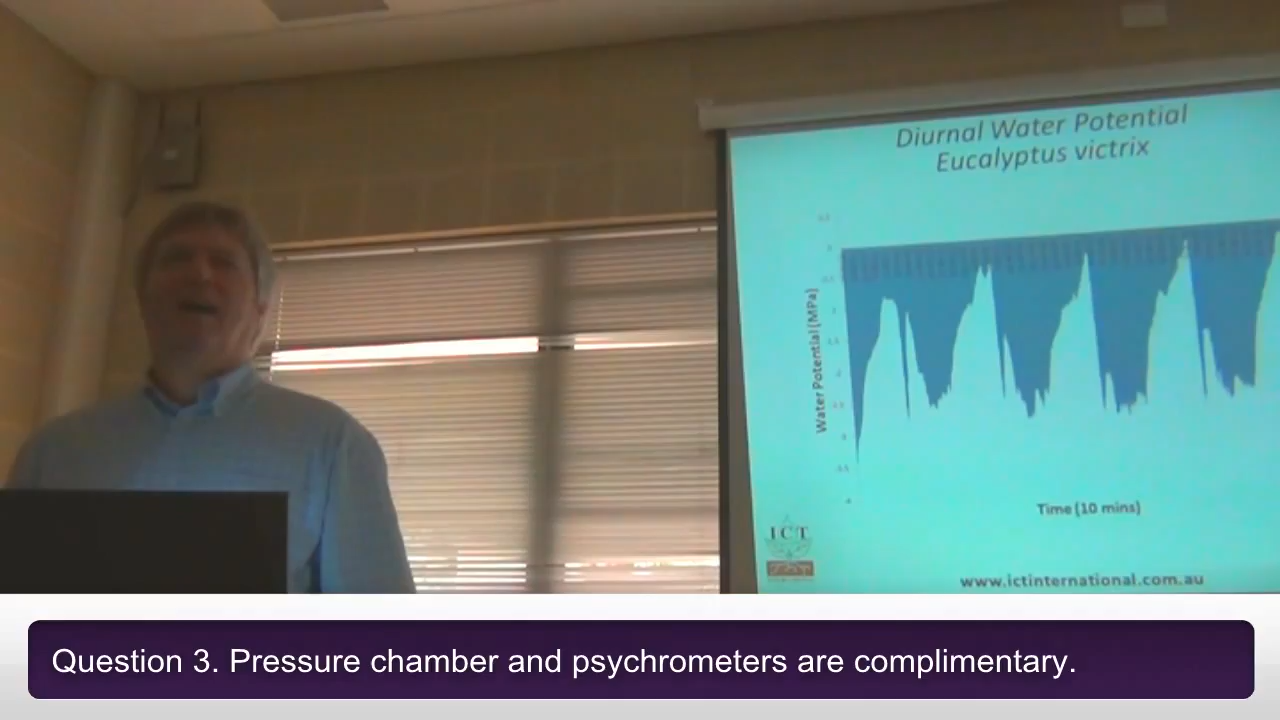 Diurnal Water Potential
Eucalyptus victrix
Water Potential (MPa)
Time (10 mins)
ICT
www.ictinternational.com.au
Question 3. Pressure chamber and psychrometers are complimentary.